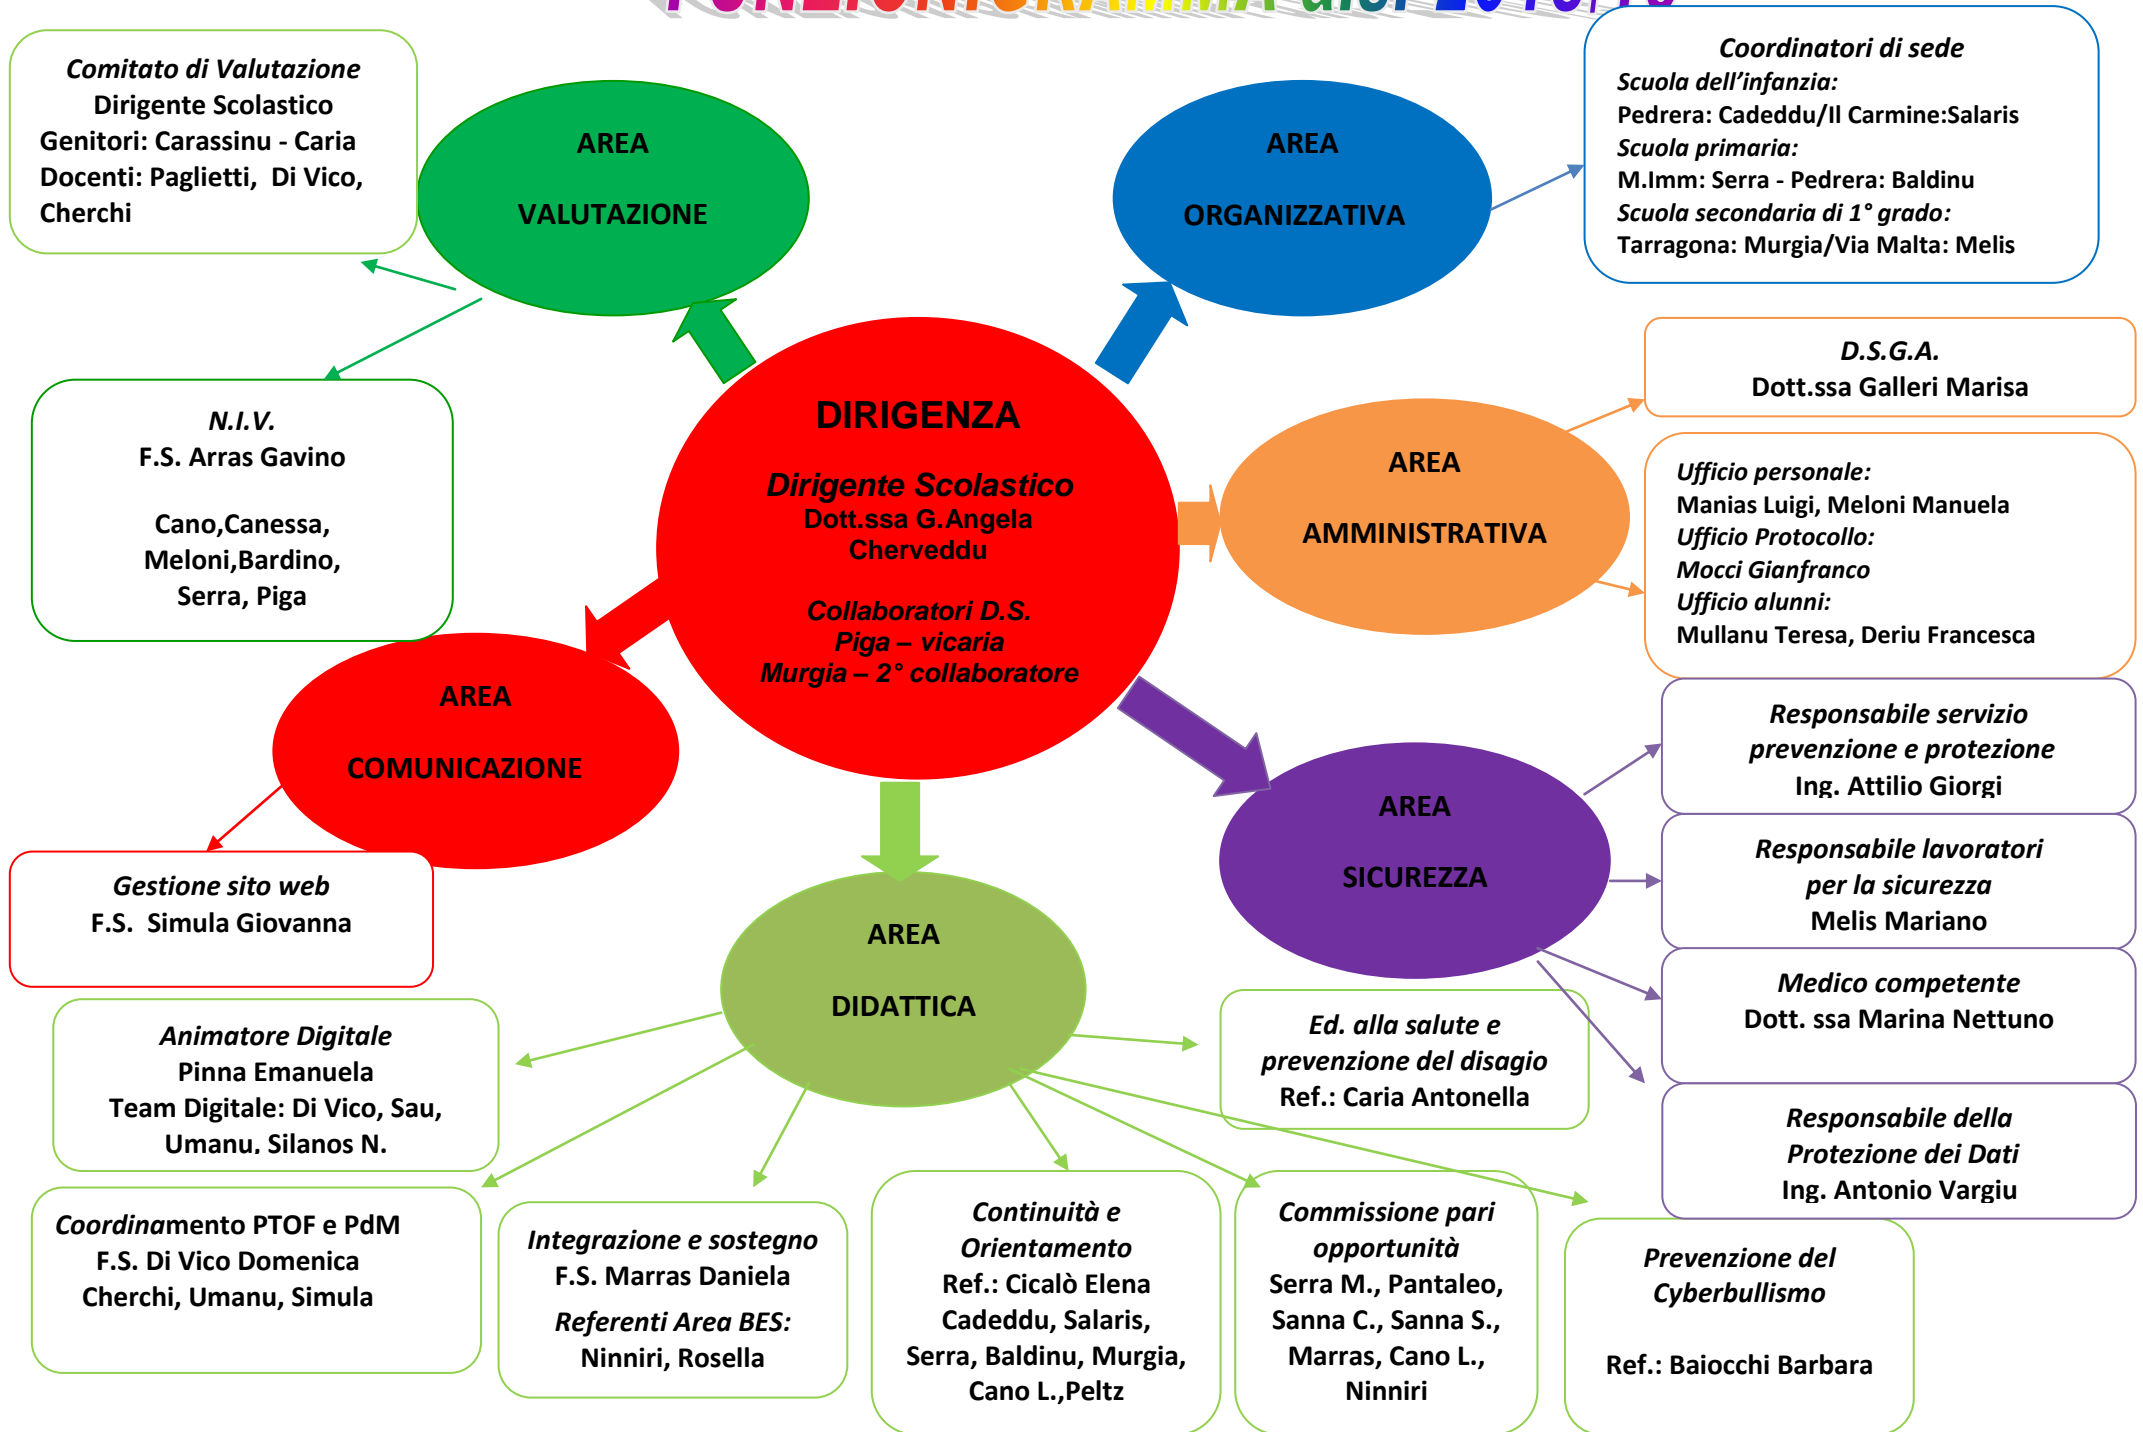 FUNZIONIGRAMMA
Comitato di Valutazione
Dirigente Scolastico
Genitori: Carassinu - Caria
Docenti: Paglietti, Di Vico,
Cherchi
AREA
VALUTAZIONE
AREA
ORGANIZZATIVA
Coordinatori di sede
Scuola dell’infanzia:
Pedrera: Cadeddu/Il Carmine:Salaris
Scuola primaria:
M.Imm: Serra - Pedrera: Baldinu
Scuola secondaria di 1° grado:
Tarragona: Murgia/Via Malta: Melis
N.I.V.
F.S. Arras Gavino
Cano,Canessa,
Meloni,Bardino,
Serra, Piga
DIRIGENZA
Dirigente Scolastico
Dott.ssa G.Angela
Cherveddu
Collaboratori D.S.
Piga – vicaria
Murgia – 2° collaboratore
D.S.G.A.
Dott.ssa Galleri Marisa
AREA
AMMINISTRATIVA
Ufficio personale:
Manias Luigi, Meloni Manuela
Ufficio Protocollo:
Mocci Gianfranco
Ufficio alunni:
Mullanu Teresa, Deriu Francesca
AREA
COMUNICAZIONE
Gestione sito web
F.S. Simula Giovanna
AREA
SICUREZZA
Responsabile servizio
prevenzione e protezione
Ing. Attilio Giorgi
Responsabile lavoratori
per la sicurezza
Melis Mariano
Medico competente
Dott. ssa Marina Nettuno
Responsabile della
Protezione dei Dati
Ing. Antonio Vargiu
AREA
DIDATTICA
Animatore Digitale
Pinna Emanuela
Team Digitale: Di Vico, Sau,
Umanu, Silanos N.
Ed. alla salute e
prevenzione del disagio
Ref.: Caria Antonella
Coordinamento PTOF e PdM
F.S. Di Vico Domenica
Cherchi, Umanu, Simula
Integrazione e sostegno
F.S. Marras Daniela
Referenti Area BES:
Ninniri, Rosella
Continuità e
Orientamento
Ref.: Cicalò Elena
Cadeddu, Salaris,
Serra, Baldinu, Murgia,
Cano L.,Peltz
Commissione pari
opportunità
Serra M., Pantaleo,
Sanna C., Sanna S.,
Marras, Cano L.,
Ninniri
Prevenzione del
Cyberbullismo
Ref.: Baiocchi Barbara